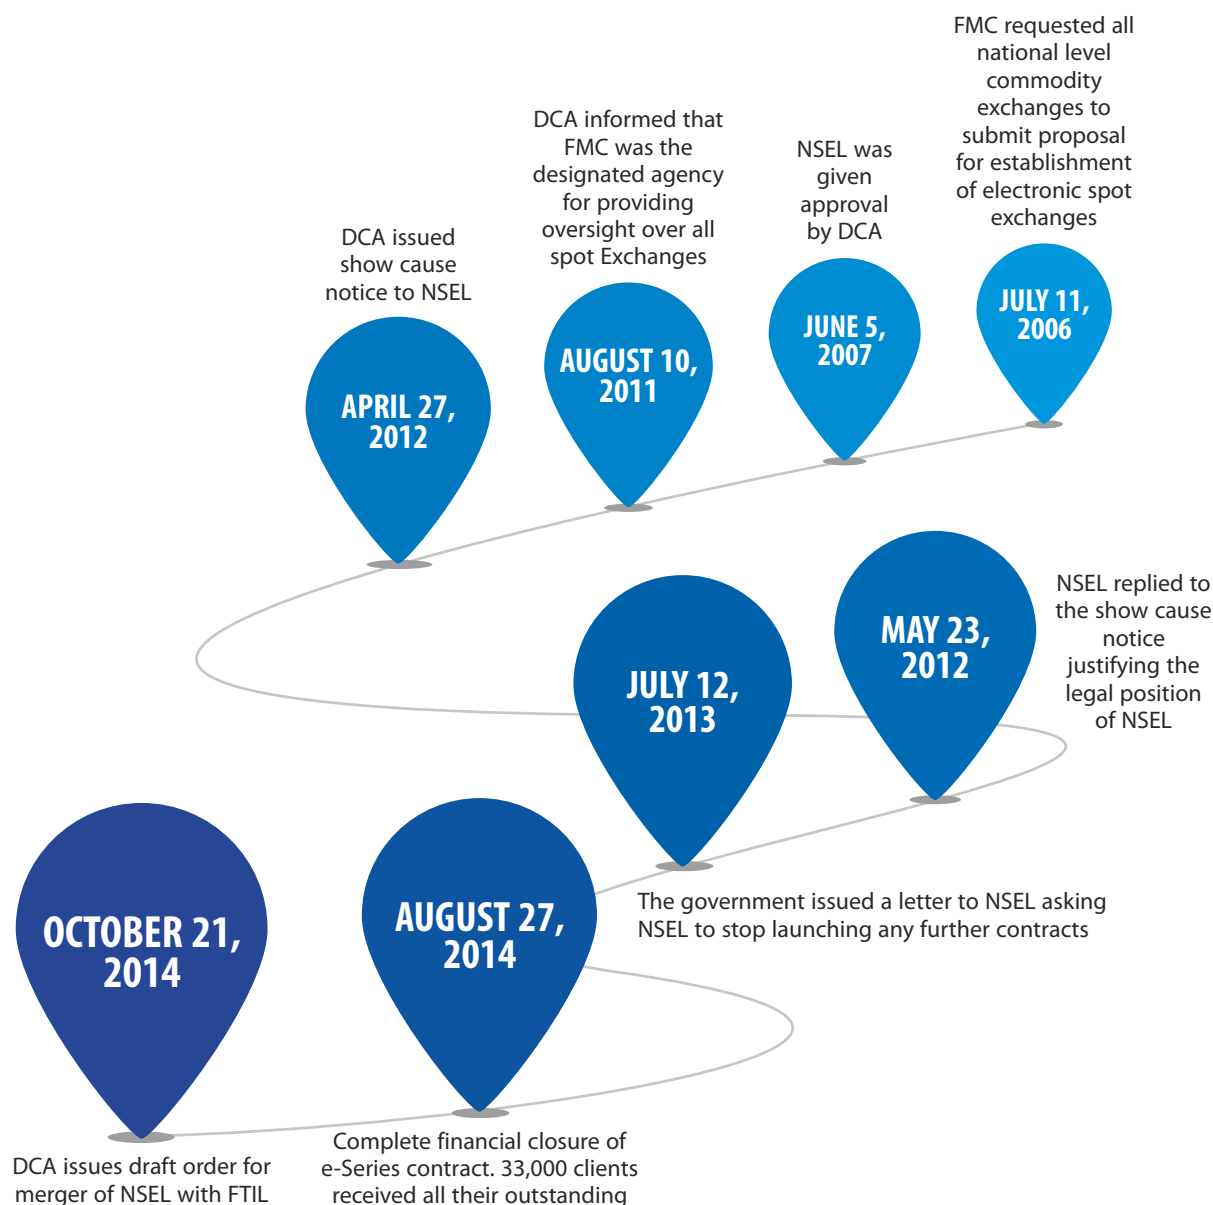 FMC requested all
national level
commodity
exchanges to
submit proposal
for establishment
of electronic spot
exchanges
JULY 11,
2006
NSEL was
given
approval
by DCA
JUNE 5,
2007
DCA informed that
FMC was the
designated agency
for providing
oversight over all
spot Exchanges
AUGUST 10,
2011
DCA issued
show cause
notice to NSEL
APRIL 27,
2012
MAY 23,
2012
NSEL replied to
the show cause
notice
justifying the
legal position
of NSEL
JULY 12,
2013
The government issued a letter to NSEL asking
NSEL to stop launching any further contracts
AUGUST 27,
2014
Complete financial closure of
e-Series contract. 33,000 clients
received all their outstanding
OCTOBER 21,
2014
DCA issues draft order for
merger of NSEL with FTIL